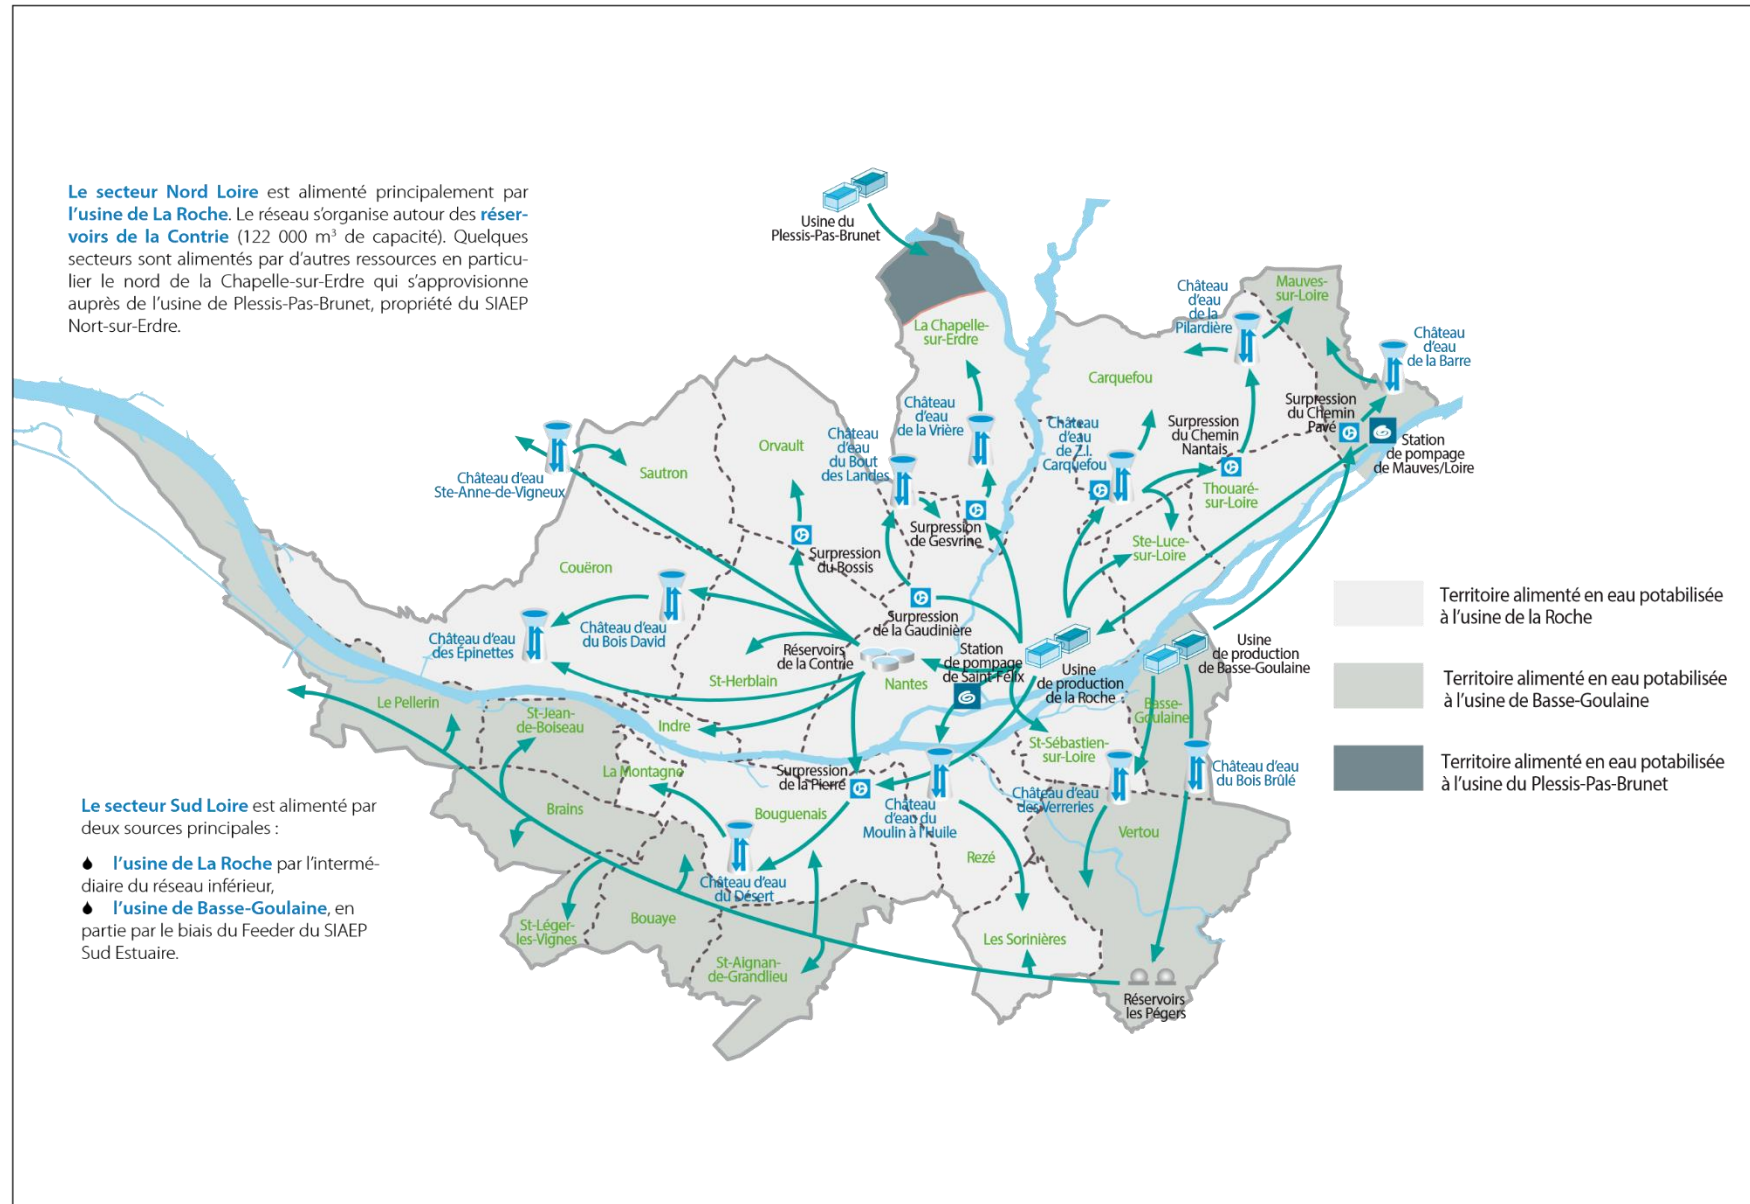 Le secteur Nord Loire est alimenté principalement par
l'usine de La Roche. Le réseau s'organise autour des réser-
voirs de la Contrie (122 000 m³ de capacité). Quelques
secteurs sont alimentés par d'autres ressources en particu-
lier le nord de la Chapelle-sur-Erdre qui s'approvisionne
auprès de l'usine de Plessis-Pas-Brunet, propriété du SIAEP
Nort-sur-Erdre.
Usine du
Plessis-Pas-Brunet
Mauves-
sur-Loire
Château
d'eau
de la
Pilardière
La Chapelle-
sur-Erdre
Château
d'eau
de la Barre
Carquefou
Château
d'eau
de la Vrière
Surpression
du Chemin
Pavé
Surpression
du Chemin
Nantais
Château
d'eau
de Z.I.
Carquefou
Station
de pompage
de Mauves/Loire
Orvault
Château
d'eau
du Bout
des Landes
Sautron
Château d'eau
Ste-Anne-de-Vigneux
Thouaré-
sur-Loire
Surpression
de Gesvrine
Ste-Luce-
sur-Loire
Surpression
du Bossis
Couëron
Surpression
de la Gaudinière
Château d'eau
du Bois David
Château d'eau
des Épinettes
Réservoirs
de la Contrie
Station
de pompage
de Saint-Félix
Usine
de production
de la Roche
Usine
de production
de Basse-Goulaine
St-Herblain
Nantes
Le Pellerin
St-Jean-
de-Boiseau
Indre
Basse-
Goulaine
St-Sébastien-
sur-Loire
La Montagne
Surpression
de la Pierre
Château d'eau
du Bois Brûlé
Château d'eau
des Verreries
Château
d'eau du
Moulin à l'Huile
Brains
Bouguenais
Vertou
Rezé
Château d'eau
du Désert
St-Léger-
les-Vignes
Bouaye
Les Sorinières
St-Aignan-
de-Grandlieu
Réservoirs
les Pégers
Le secteur Sud Loire est alimenté par
deux sources principales :
l'usine de La Roche par l'intermé-
diaire du réseau inférieur,
l'usine de Basse-Goulaine, en
partie par le biais du Feeder du SIAEP
Sud Estuaire.
Territoire alimenté en eau potabilisée
à l'usine de la Roche
Territoire alimenté en eau potabilisée
à l'usine de Basse-Goulaine
Territoire alimenté en eau potabilisée
à l'usine du Plessis-Pas-Brunet